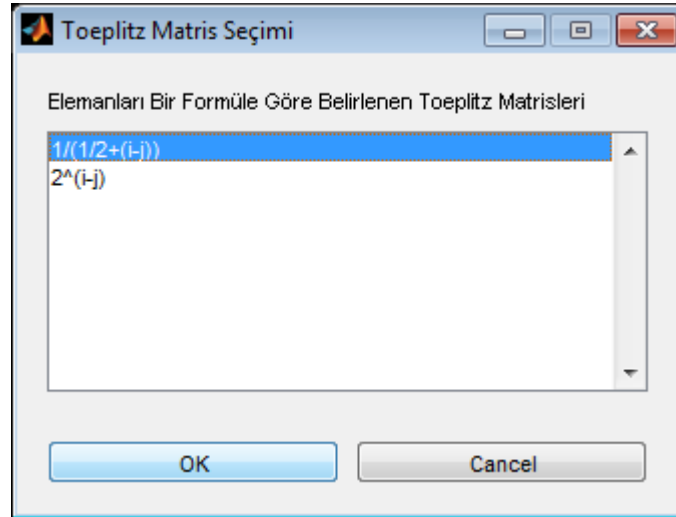 Toeplitz Matris Seçimi
Elemanları Bir Formüle Göre Belirlenen Toeplitz Matrisleri
1/(1/2+(i-j))
2^(i-j)
OK
Cancel